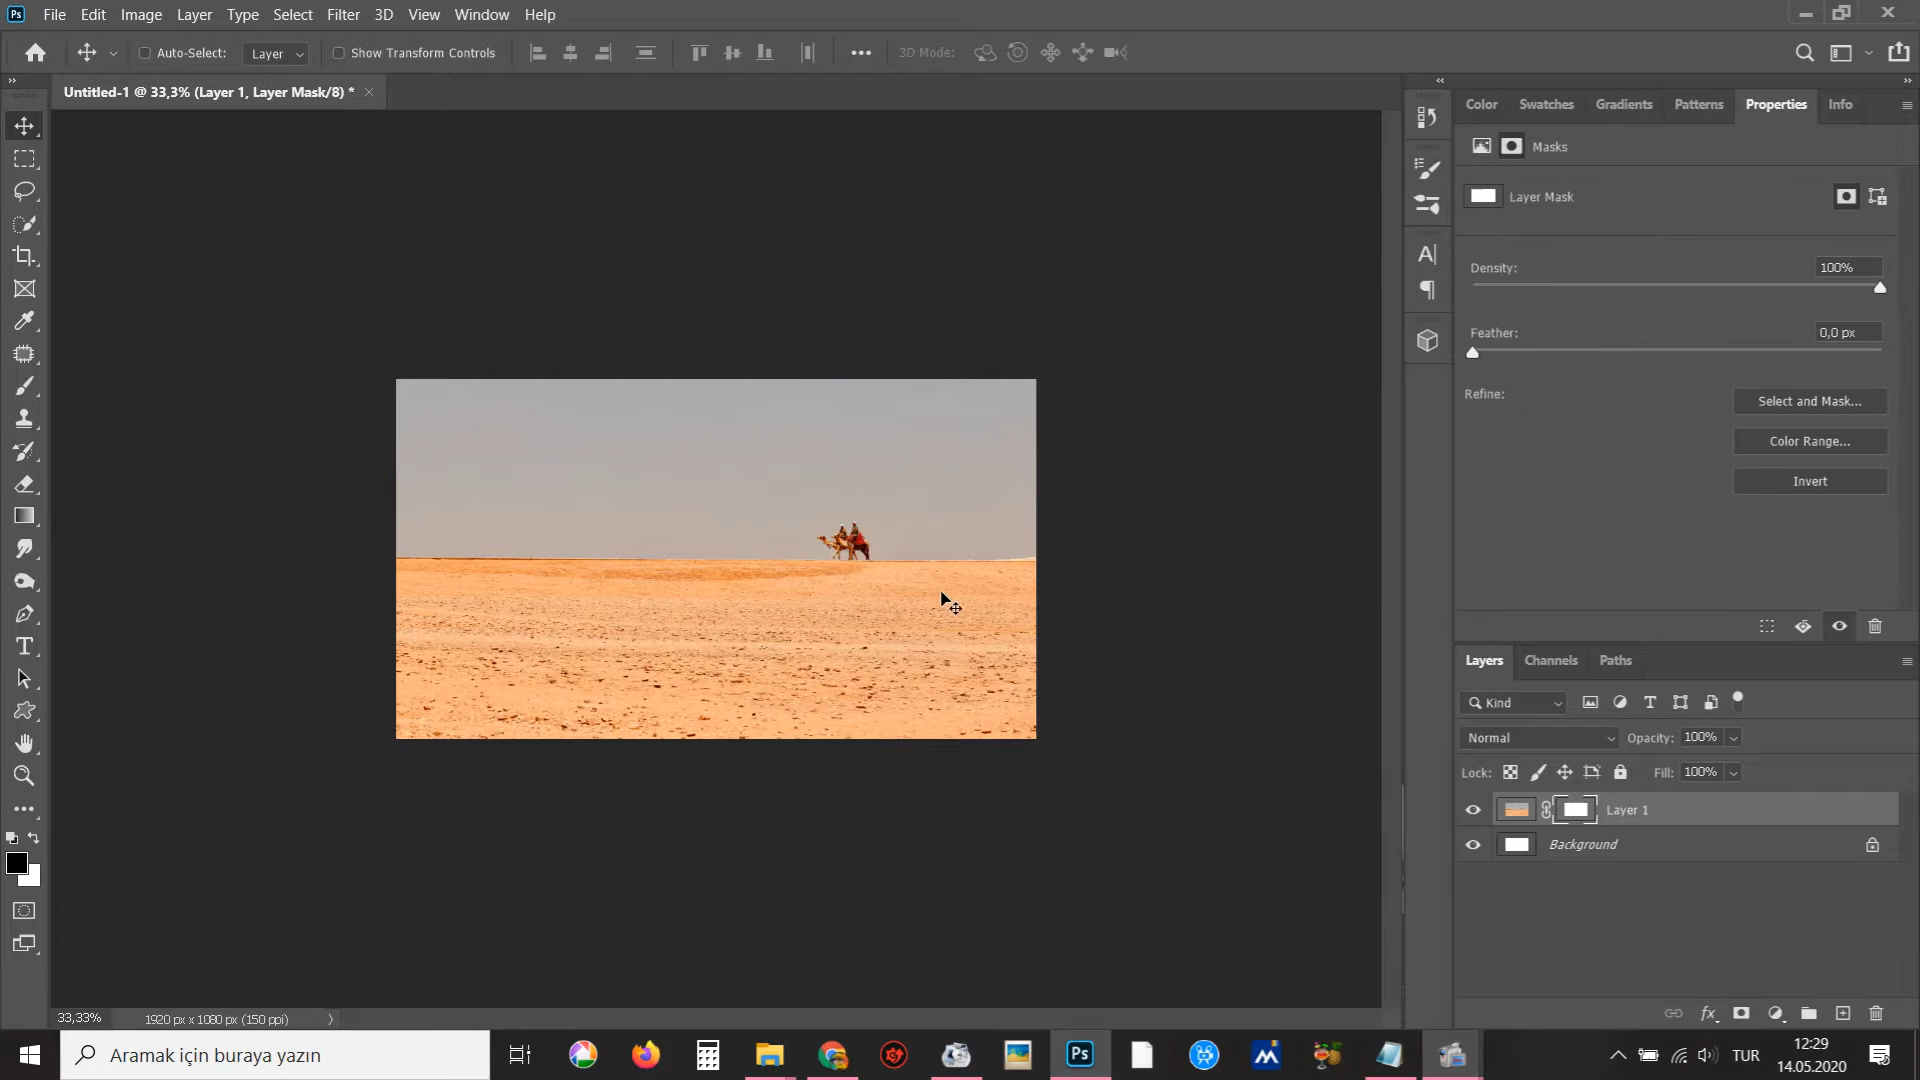 Ps File Edit Image Layer Type Select Filter 3D View Window Help
Auto-Select: Layer Show Transform Controls 3D Mode:
Untitled-1 @ 33,3% (Layer 1, Layer Mask/8) *
Color Swatches Gradients Patterns Properties Info
Masks
Layer Mask
Density: 100%
Feather: 0,0 px
Refine:
Select and Mask...
Color Range...
Invert
Layers Channels Paths
Kind
Normal Opacity: 100%
Lock: Fill: 100%
Layer 1
Background
33,33% 1920 px x 1080 px (150 ppi)
Aramak için buraya yazın
Ps
TUR
12:29
14.05.2020